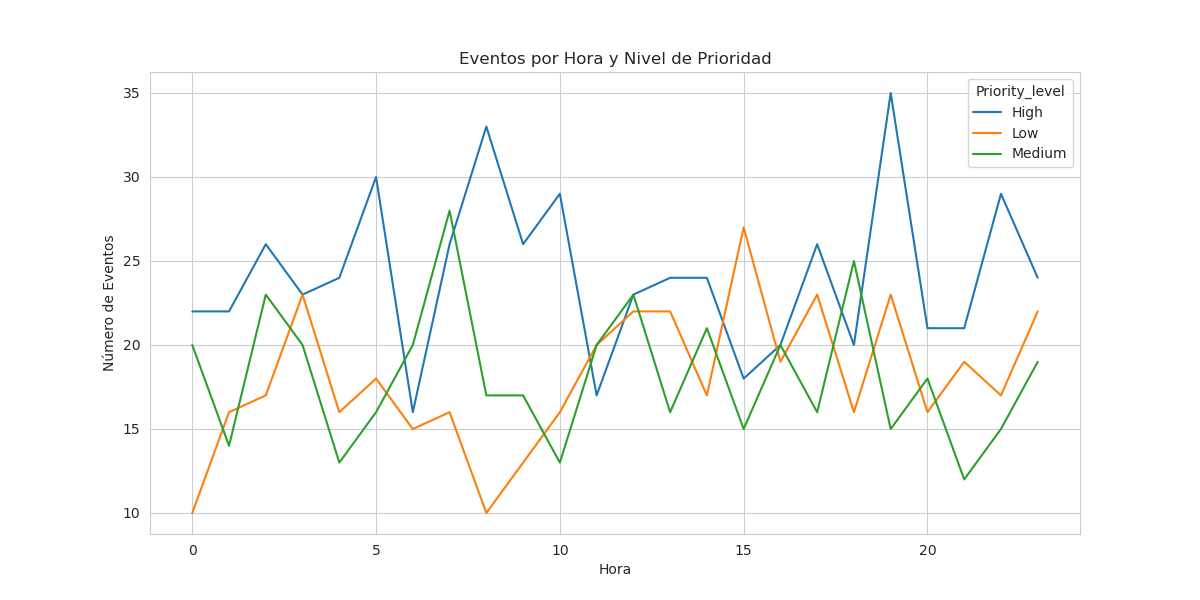 Eventos por Hora y Nivel de Prioridad
Priority_level
High
Low
Medium
Número de Eventos
35
30
25
20
15
10
0 5 10 15 20
Hora